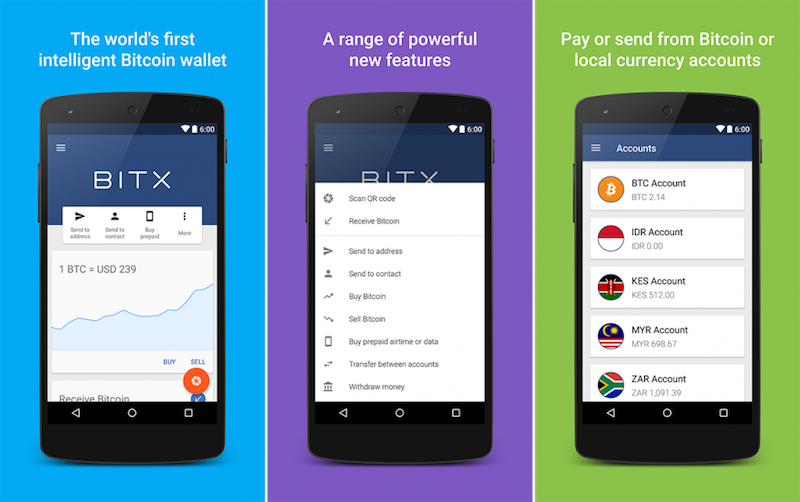 The world's first
intelligent Bitcoin wallet
6:00
BITX
Send to
address
Send to
contact
Buy
prepaid
More
1 BTC = USD 239
BUY
SELL
Receive Bitcoin
A range of powerful
new features
6:00
BITX
Scan QR code
Receive Bitcoin
Send to address
Send to contact
Buy Bitcoin
Sell Bitcoin
Buy prepaid airtime or data
Transfer between accounts
Withdraw money
Pay or send from Bitcoin or
local currency accounts
6:00
Accounts
BTC Account
BTC 2.14
IDR Account
IDR 0.00
KES Account
KES 512.00
MYR Account
MYR 698.67
ZAR Account
ZAR 1,091.39